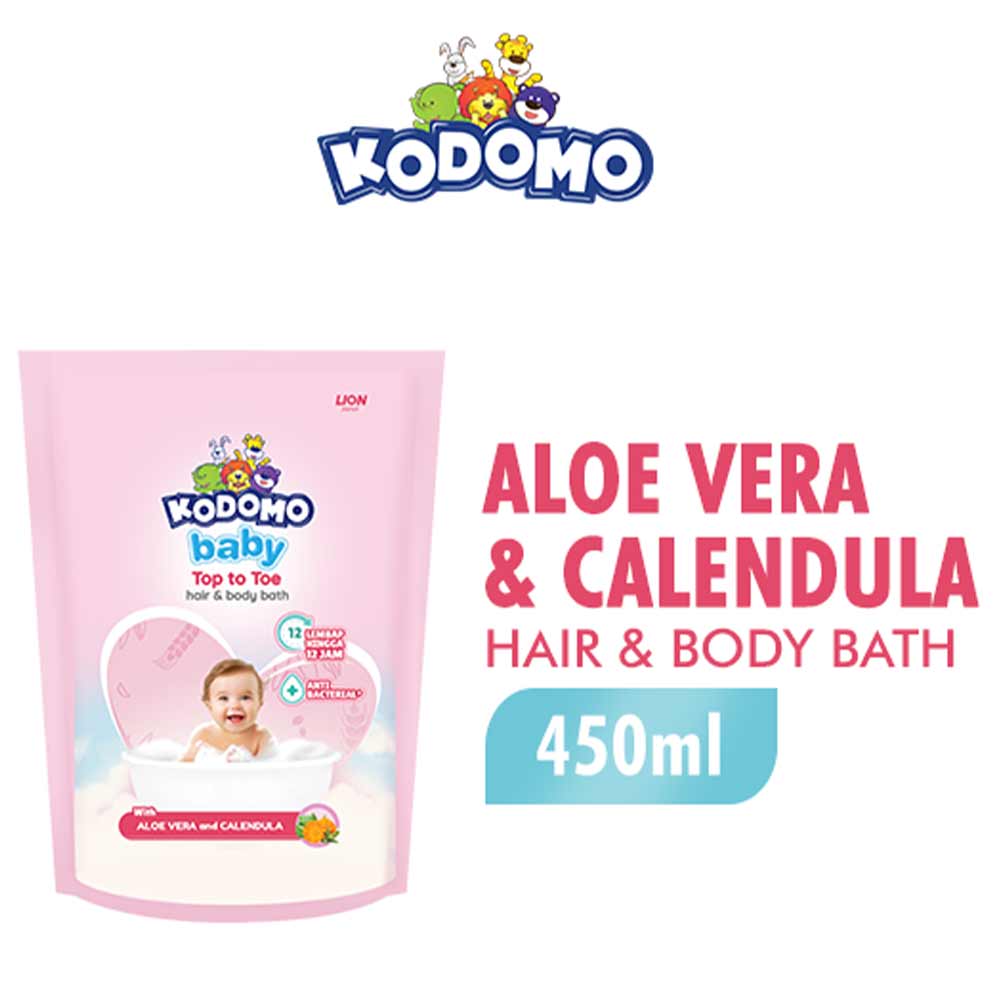 KODOMO
LION
KODOMO
baby
Top to Toe
hair & body bath
12
LEMBAP
HINGGA
12 JAM
ANTI
BACTERIAL*
With
ALOE VERA and CALENDULA
ALOE VERA
& CALENDULA
HAIR & BODY BATH
450ml